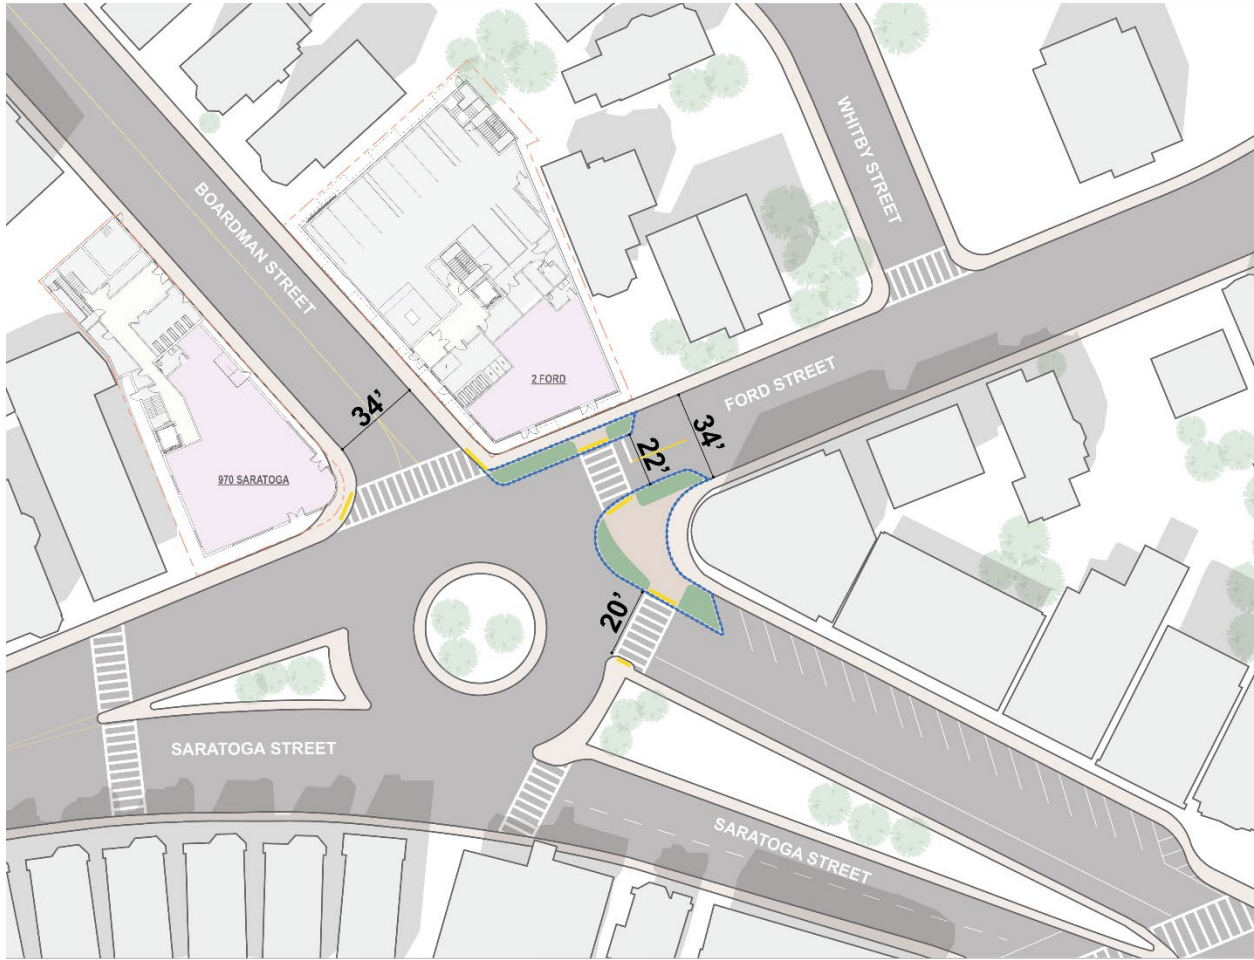 WHITBY STREET
BOARDMAN STREET
2 FORD
FORD STREET
34’
34’
22’
970 SARATOGA
20’
SARATOGA STREET
SARATOGA STREET